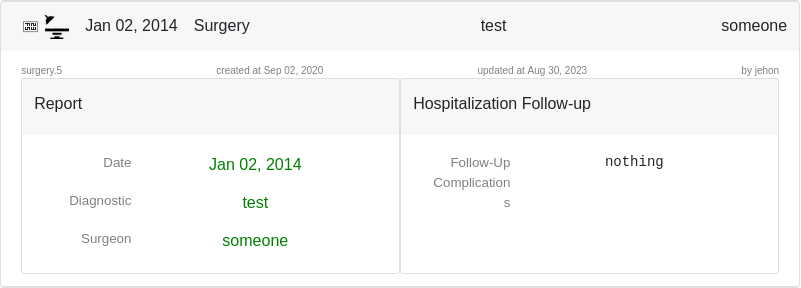 Jan 02, 2014 Surgery test someone
surgery.5 created at Sep 02, 2020 updated at Aug 30, 2023 by jehon
Report
Date Jan 02, 2014
Diagnostic test
Surgeon someone
Hospitalization Follow-up
Follow-Up nothing
Complication
s